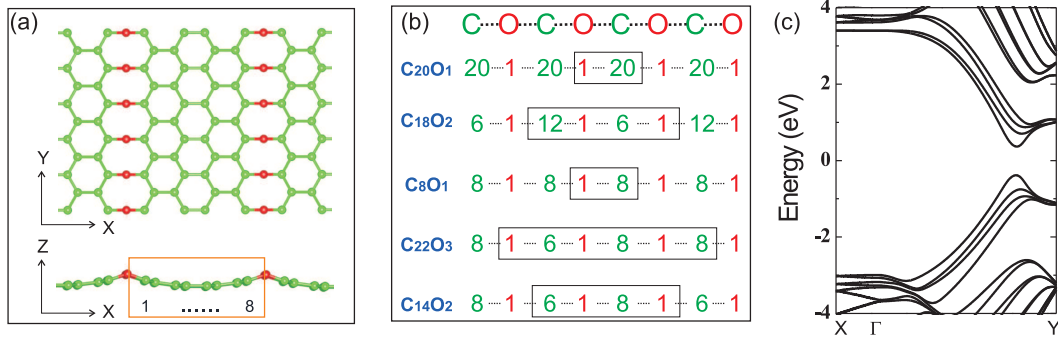 (a)
Y
X
Z
X
1 ...... 8
(b)
C·····O·····C·····O·····C·····O·····C·····O
C₂₀O₁ 20···1···20···1···20···1···20···1
C₁₈O₂ 6···1···12···1···6···1···12···1
C₈O₁ 8···1···8···1···8···1···8···1
C₂₂O₃ 8···1···6···1···8···1···8···1
C₁₄O₂ 8···1···6···1···8···1···6···1
(c)
Energy (eV)
4
2
0
-2
-4
X Γ Y